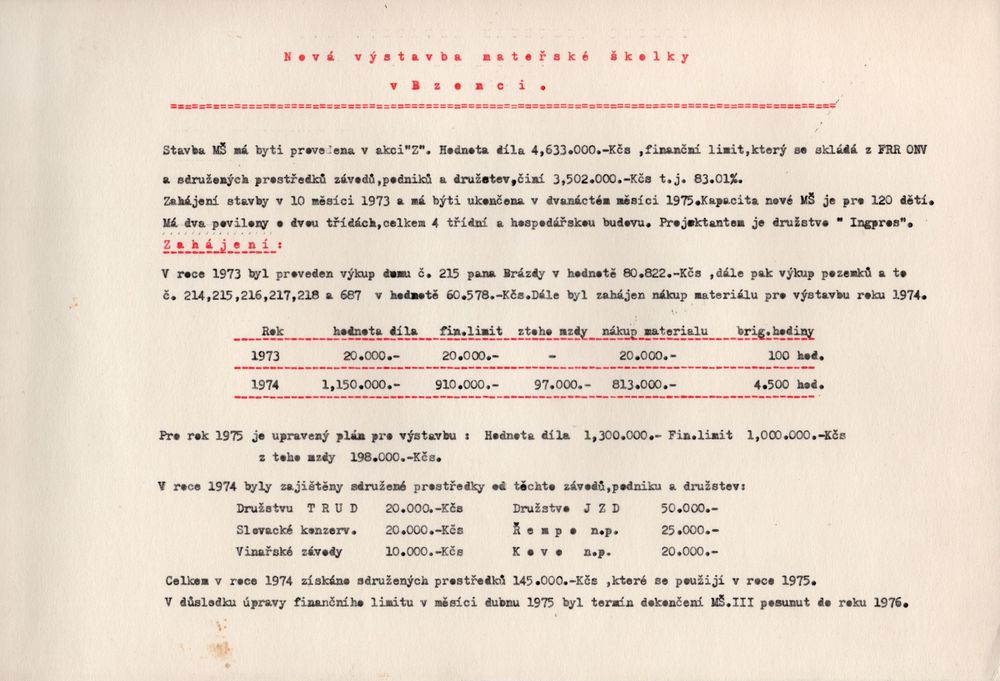 Nová výstavba mateřské školky
v Bzenci.
Stavba MŠ má byti provedena v akci"Z". Hodnota díla 4,633.000.-Kčs ,finanční limit,který se skládá z FRR ONV
a sdružených prostředků závodů,podniků a družstev,činí 3,502.000.-Kčs t.j. 83.01%.
Zahájení stavby v 10 měsíci 1973 a má býti ukončena v dvanáctém měsíci 1975.Kapacita nové MŠ je pro 120 dětí.
Má dva pavilony o dvou třídách,celkem 4 třídní a hospodářskou budovu. Projektantem je družstvo " Ingpros".
Zahájení:
V roce 1973 byl proveden výkup domu č. 215 pana Brázdy v hodnotě 80.822.-Kčs ,dále pak výkup pozemků a to
č. 214,215,216,217,218 a 687 v hodnotě 60.578.-Kčs.Dále byl zahájen nákup materiálu pro výstavbu roku 1974.
Rok hodnota díla fin.limit ztoho mzdy nákup materialu brig.hodiny
1973 20.000.- 20.000.- - 20.000.- 100 hod.
1974 1,150.000.- 910.000.- 97.000.- 813.000.- 4.500 hod.
Pro rok 1975 je upravený plán pro výstavbu : Hodnota díla 1,300.000.- Fin.limit 1,000.000.-Kčs
z toho mzdy 198.000.-Kčs.
V roce 1974 byly zajištěny sdružené prostředky od těchto závodů,podniku a družstev:
Družstvu T R U D 20.000.-Kčs Družstvo J Z D 50.000.-
Slovacké konzerv. 20.000.-Kčs Ř e m p o n.p. 25.000.-
Vinařské závody 10.000.-Kčs K o v o n.p. 20.000.-
Celkem v roce 1974 získáno sdružených prostředků 145.000.-Kčs ,které se použijí v roce 1975.
V důsledku úpravy finančního limitu v měsíci dubnu 1975 byl termín dokončení MŠ.III posunut do roku 1976.